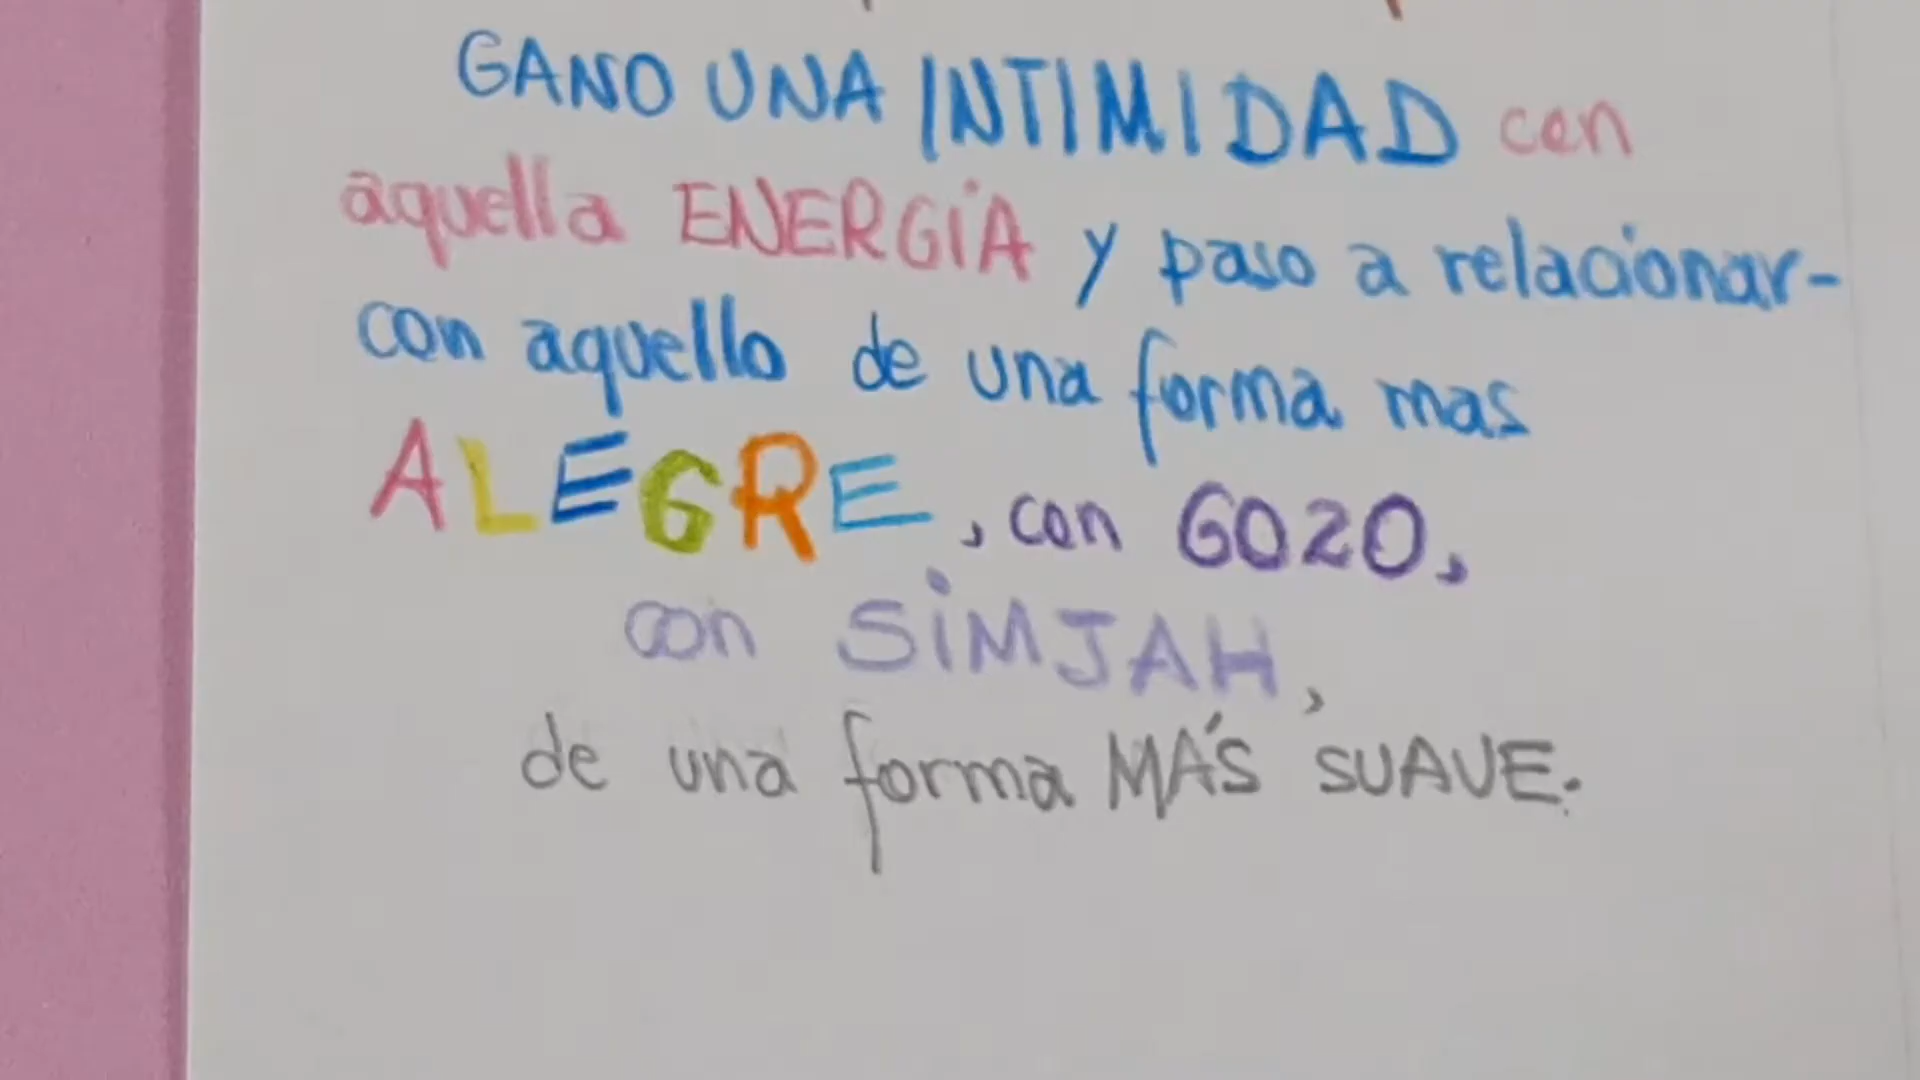 GANO UNA INTIMIDAD con
aquella ENERGÍA y paso a relacionar-
con aquello de una forma mas
ALEGRE, con GOZO,
con SIMJAH,
de una forma MÁS SUAVE.